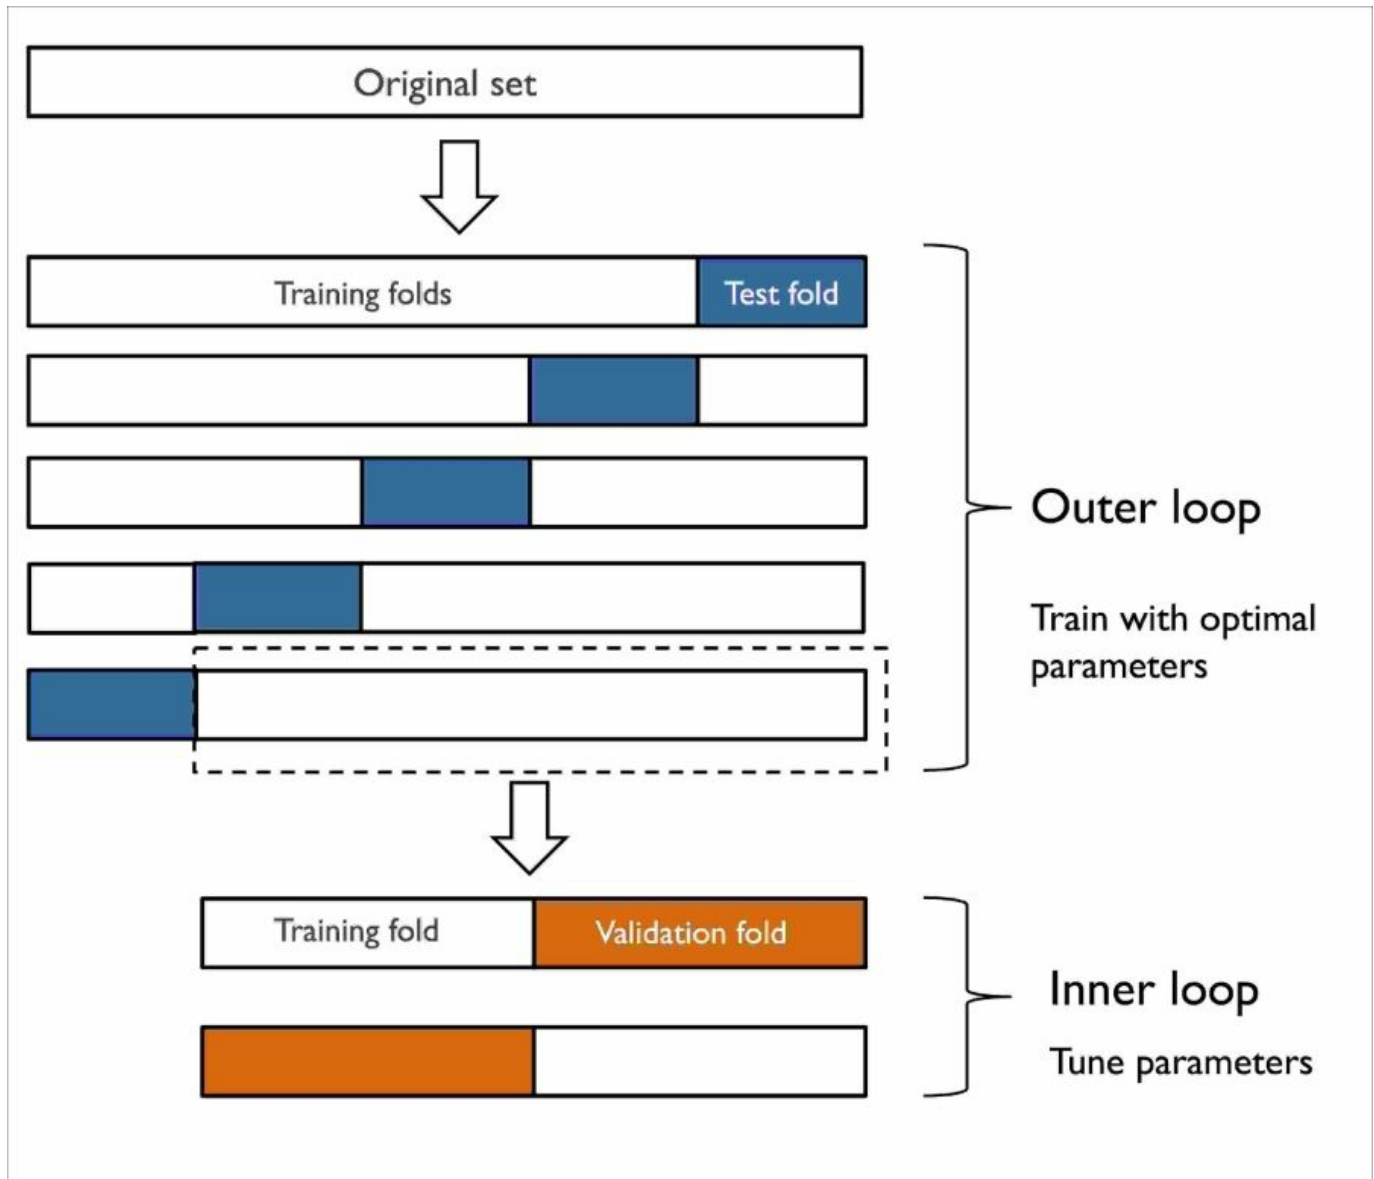 Original set
Training folds
Test fold
Outer loop
Train with optimal
parameters
Training fold
Validation fold
Inner loop
Tune parameters